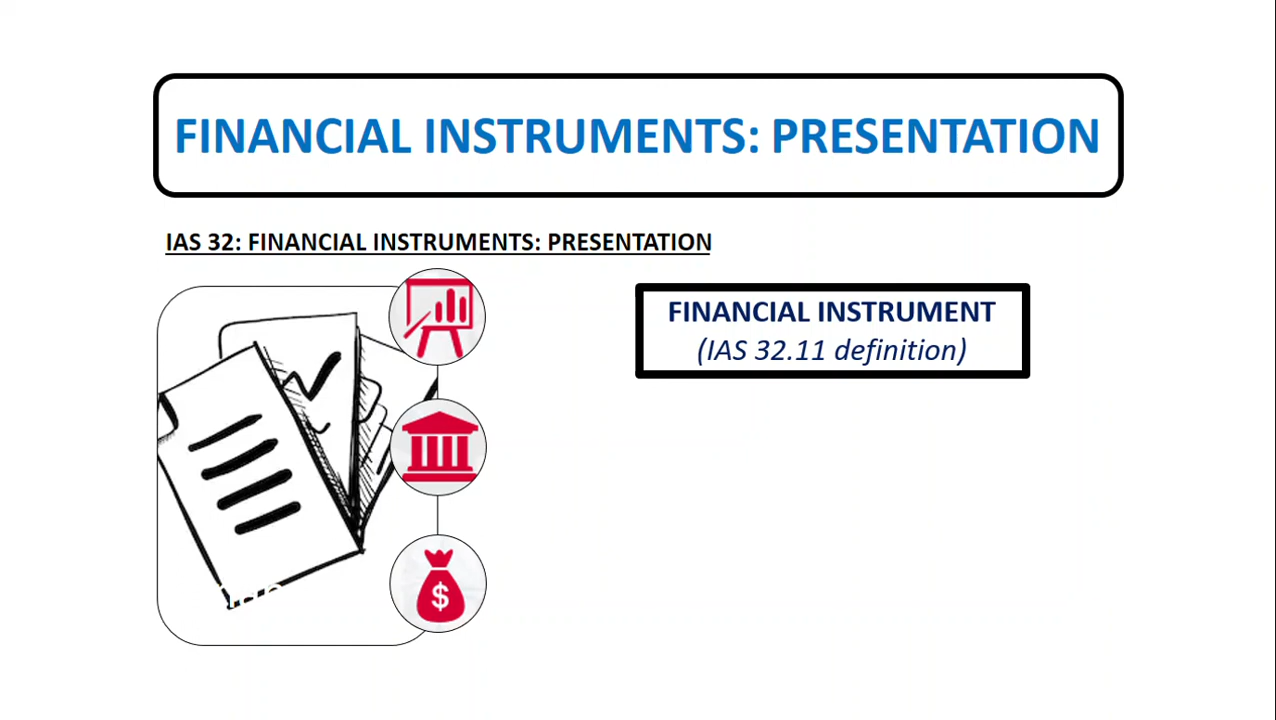 FINANCIAL INSTRUMENTS: PRESENTATION
IAS 32: FINANCIAL INSTRUMENTS: PRESENTATION
FINANCIAL INSTRUMENT
(IAS 32.11 definition)
$